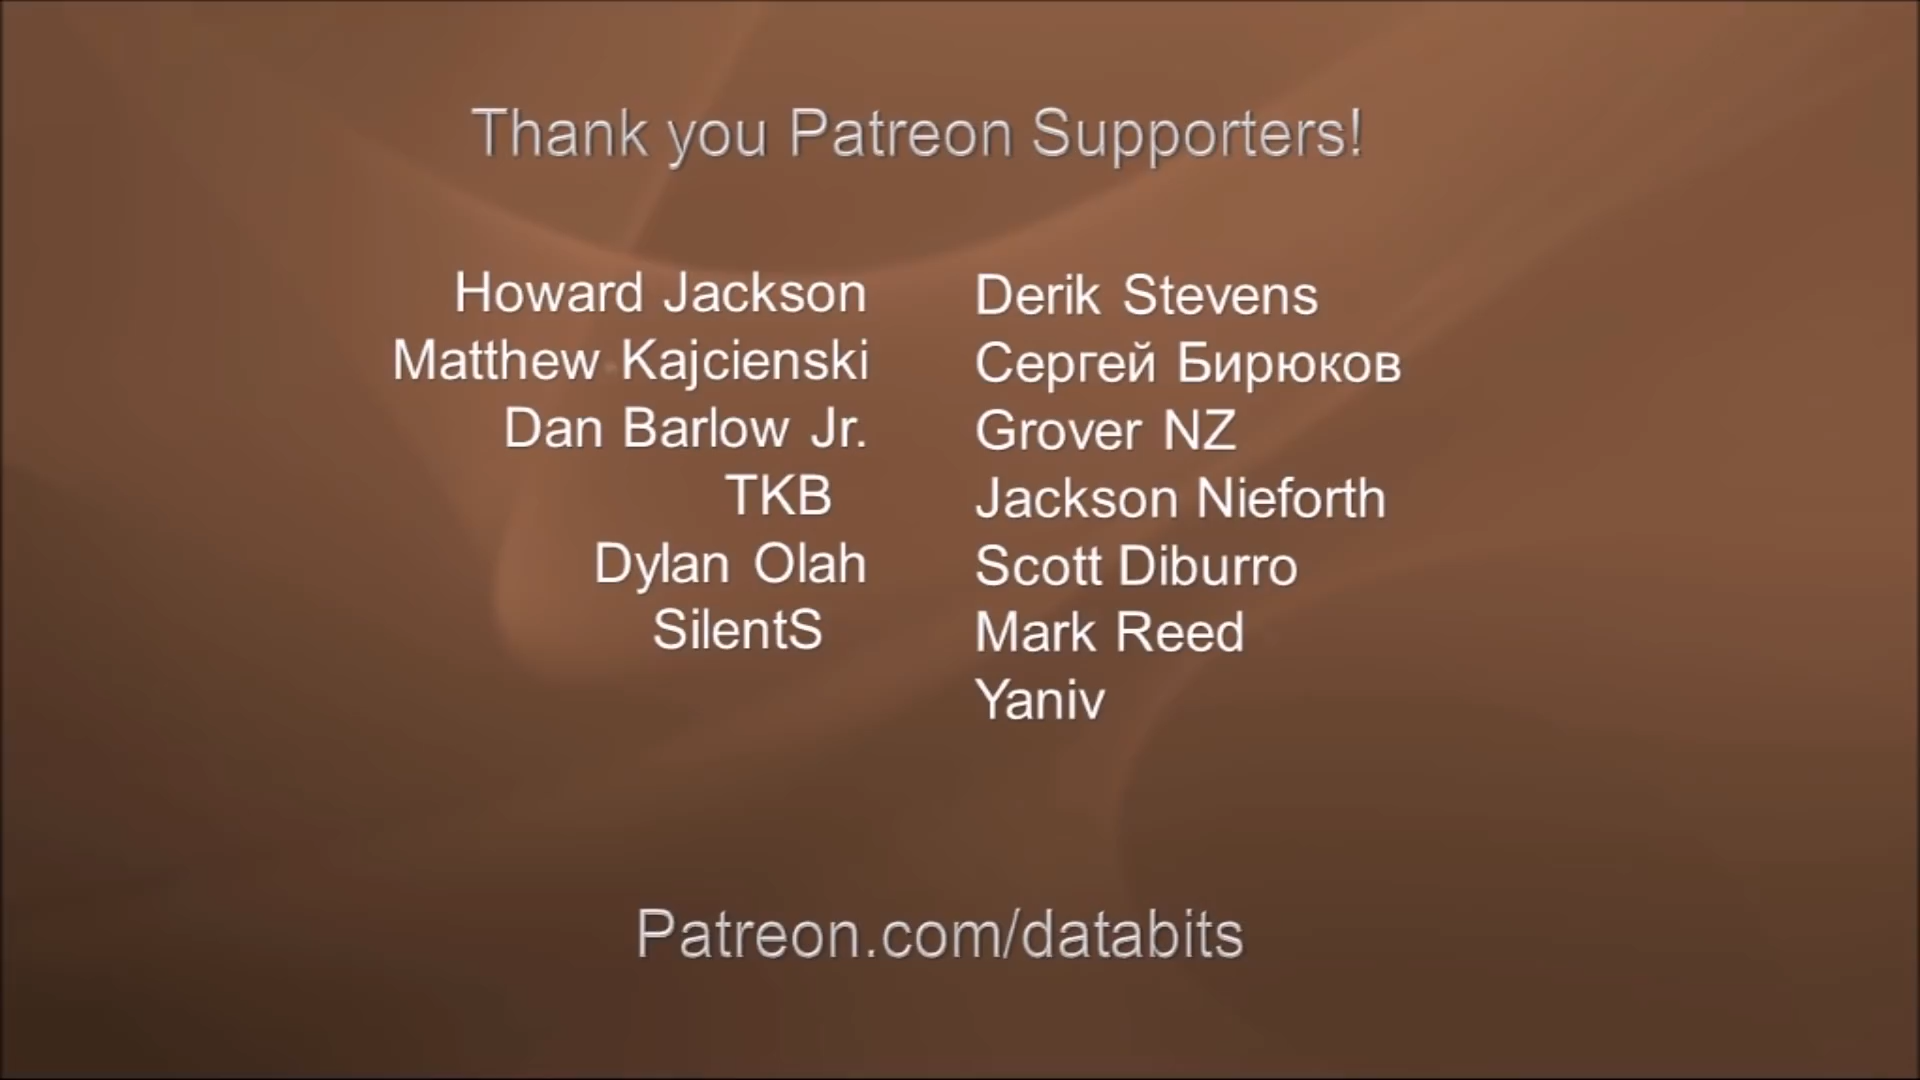 Thank you Patreon Supporters!
Howard Jackson
Matthew Kajcienski
Dan Barlow Jr.
TKB
Dylan Olah
SilentS
Derik Stevens
Сергей Бирюков
Grover NZ
Jackson Nieforth
Scott Diburro
Mark Reed
Yaniv
Patreon.com/databits